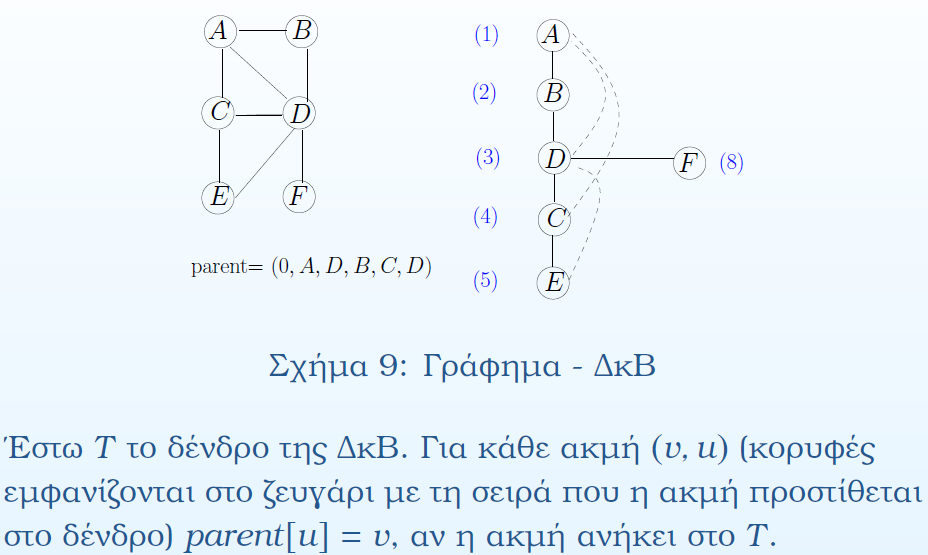 A B
C D
E F
parent= (0, A, D, B, C, D)
(1) A
(2) B
(3) D F (8)
(4) C
(5) E
Σχήμα 9: Γράφημα - ΔκΒ
Έστω T το δένδρο της ΔκΒ. Για κάθε ακμή (v, u) (κορυφές
εμφανίζονται στο ζευγάρι με τη σειρά που η ακμή προστίθεται
στο δένδρο) parent[u] = v, αν η ακμή ανήκει στο T.